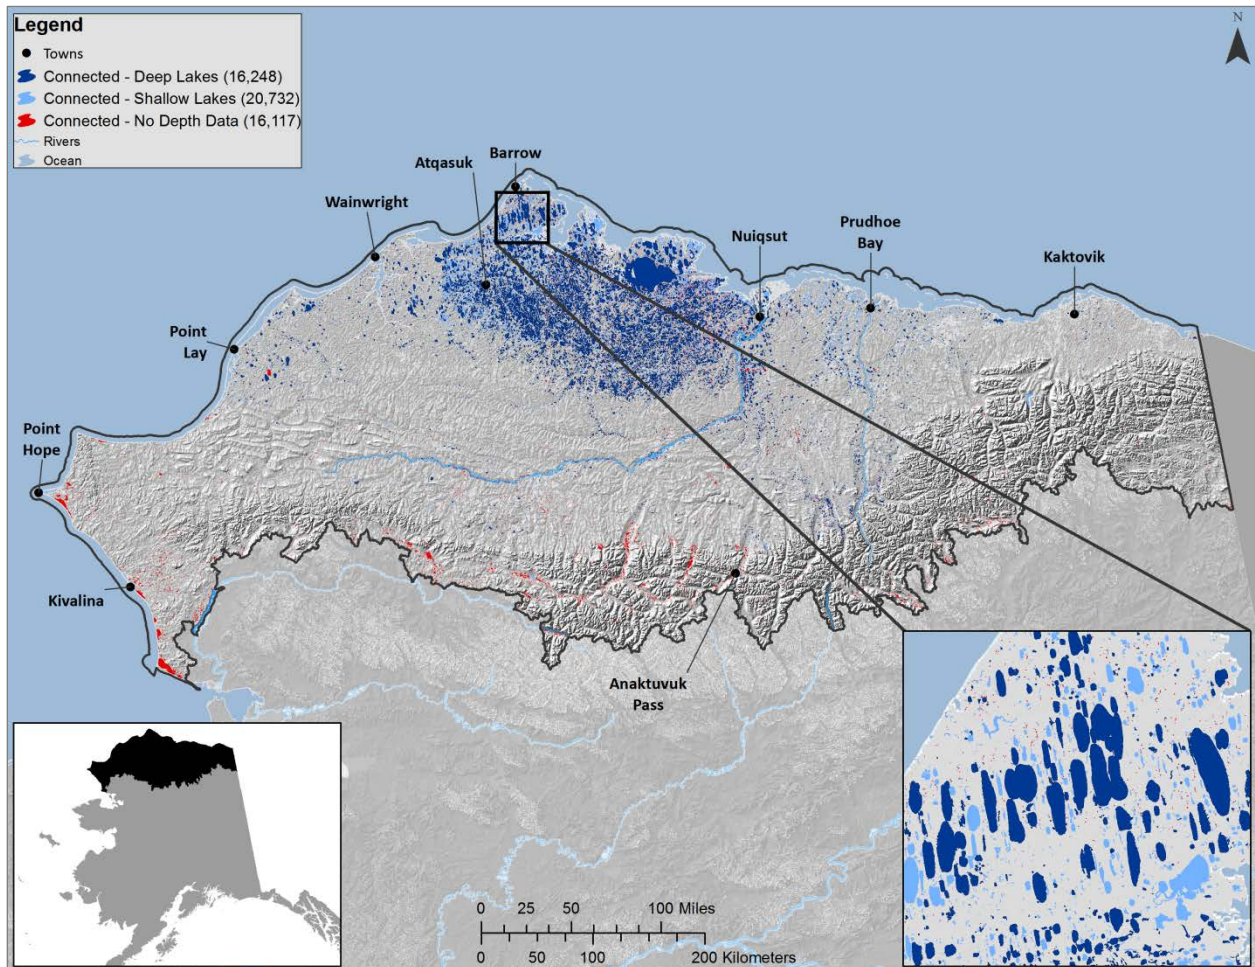 Legend
Towns
Connected - Deep Lakes (16,248)
Connected - Shallow Lakes (20,732)
Connected - No Depth Data (16,117)
Rivers
Ocean
N
Barrow
Atqasuk
Wainwright
Nuiqsut
Prudhoe
Bay
Kaktovik
Point
Lay
Point
Hope
Kivalina
Anaktuvuk
Pass
0 25 50 100 Miles
0 50 100 200 Kilometers